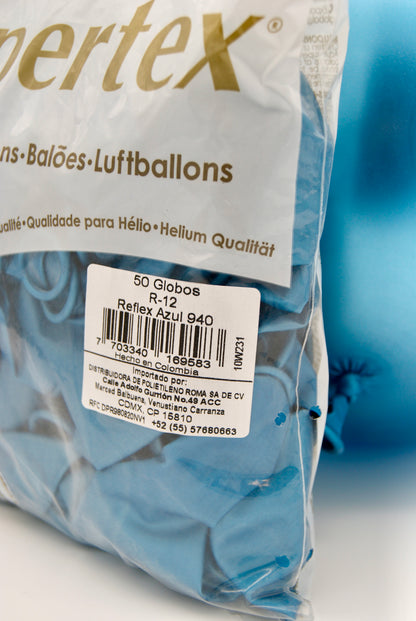 pertex®
ns•Balões•Luftballons
ualité•Qualidade para Hélio•Helium Qualität
50 Globos
R-12
Reflex Azul 940
7 703340 169583
10W231
Hecho en Colombia
Importado por:
DISTRIBUIDORA DE POLIETILENO ROMA SA DE CV
Calle Adolfo Gurrión No.49 ACC
Merced Balbuena, Venustiano Carranza
CDMX, CP 15810
RFC DPR980820NV1 +52 (55) 57680663